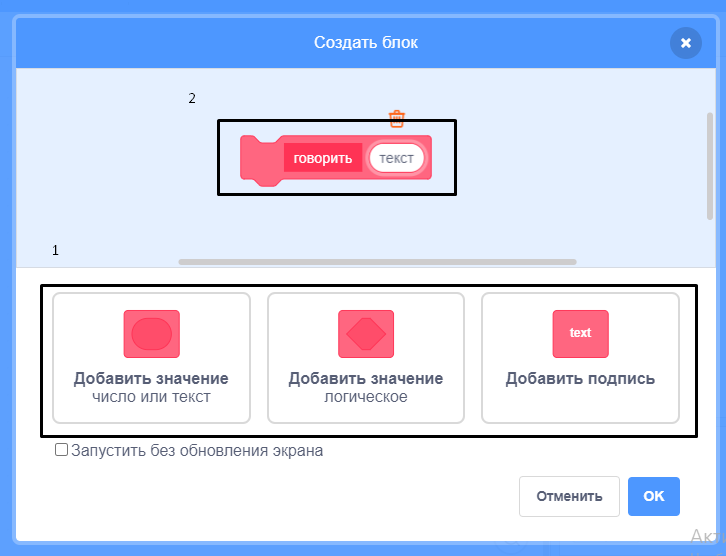 Создать блок
2
говорить текст
1
text
Добавить значение Добавить значение Добавить подпись
число или текст логическое
Запустить без обновления экрана
Отменить OK